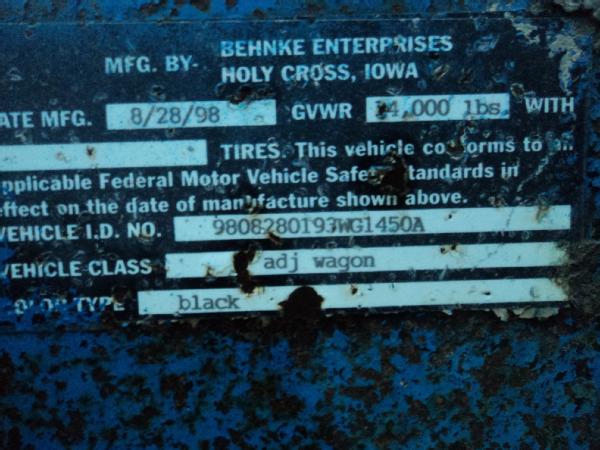 MFG. BY- BEHNKE ENTERPRISES
HOLY CROSS, IOWA
ATE MFG. 8/28/98 GVWR 14,000 lbs. WITH
TIRES. This vehicle to
pplicable Federal Motor Vehicle Safety Standards in
effect on the date of manufacture shown above.
VEHICLE I.D. NO. 9808280193WG1450A
VEHICLE CLASS adj wagon
TYPE black